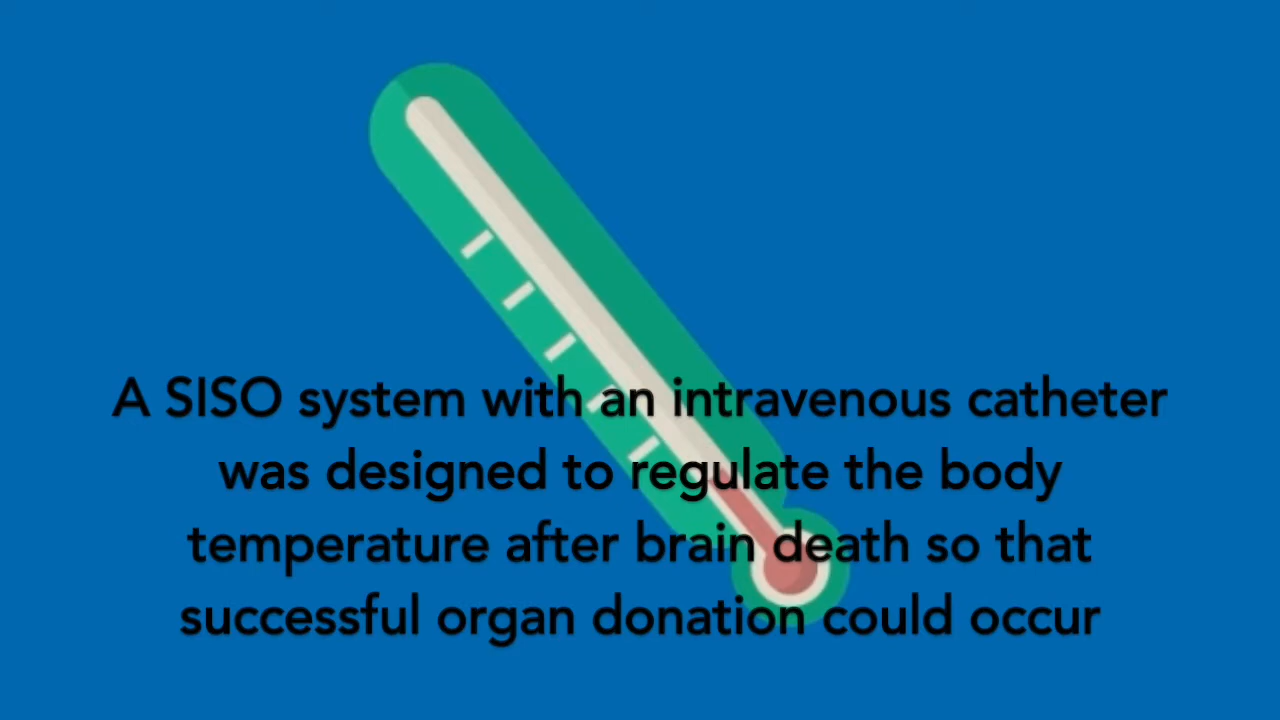 A SISO system with an intravenous catheter
was designed to regulate the body
temperature after brain death so that
successful organ donation could occur